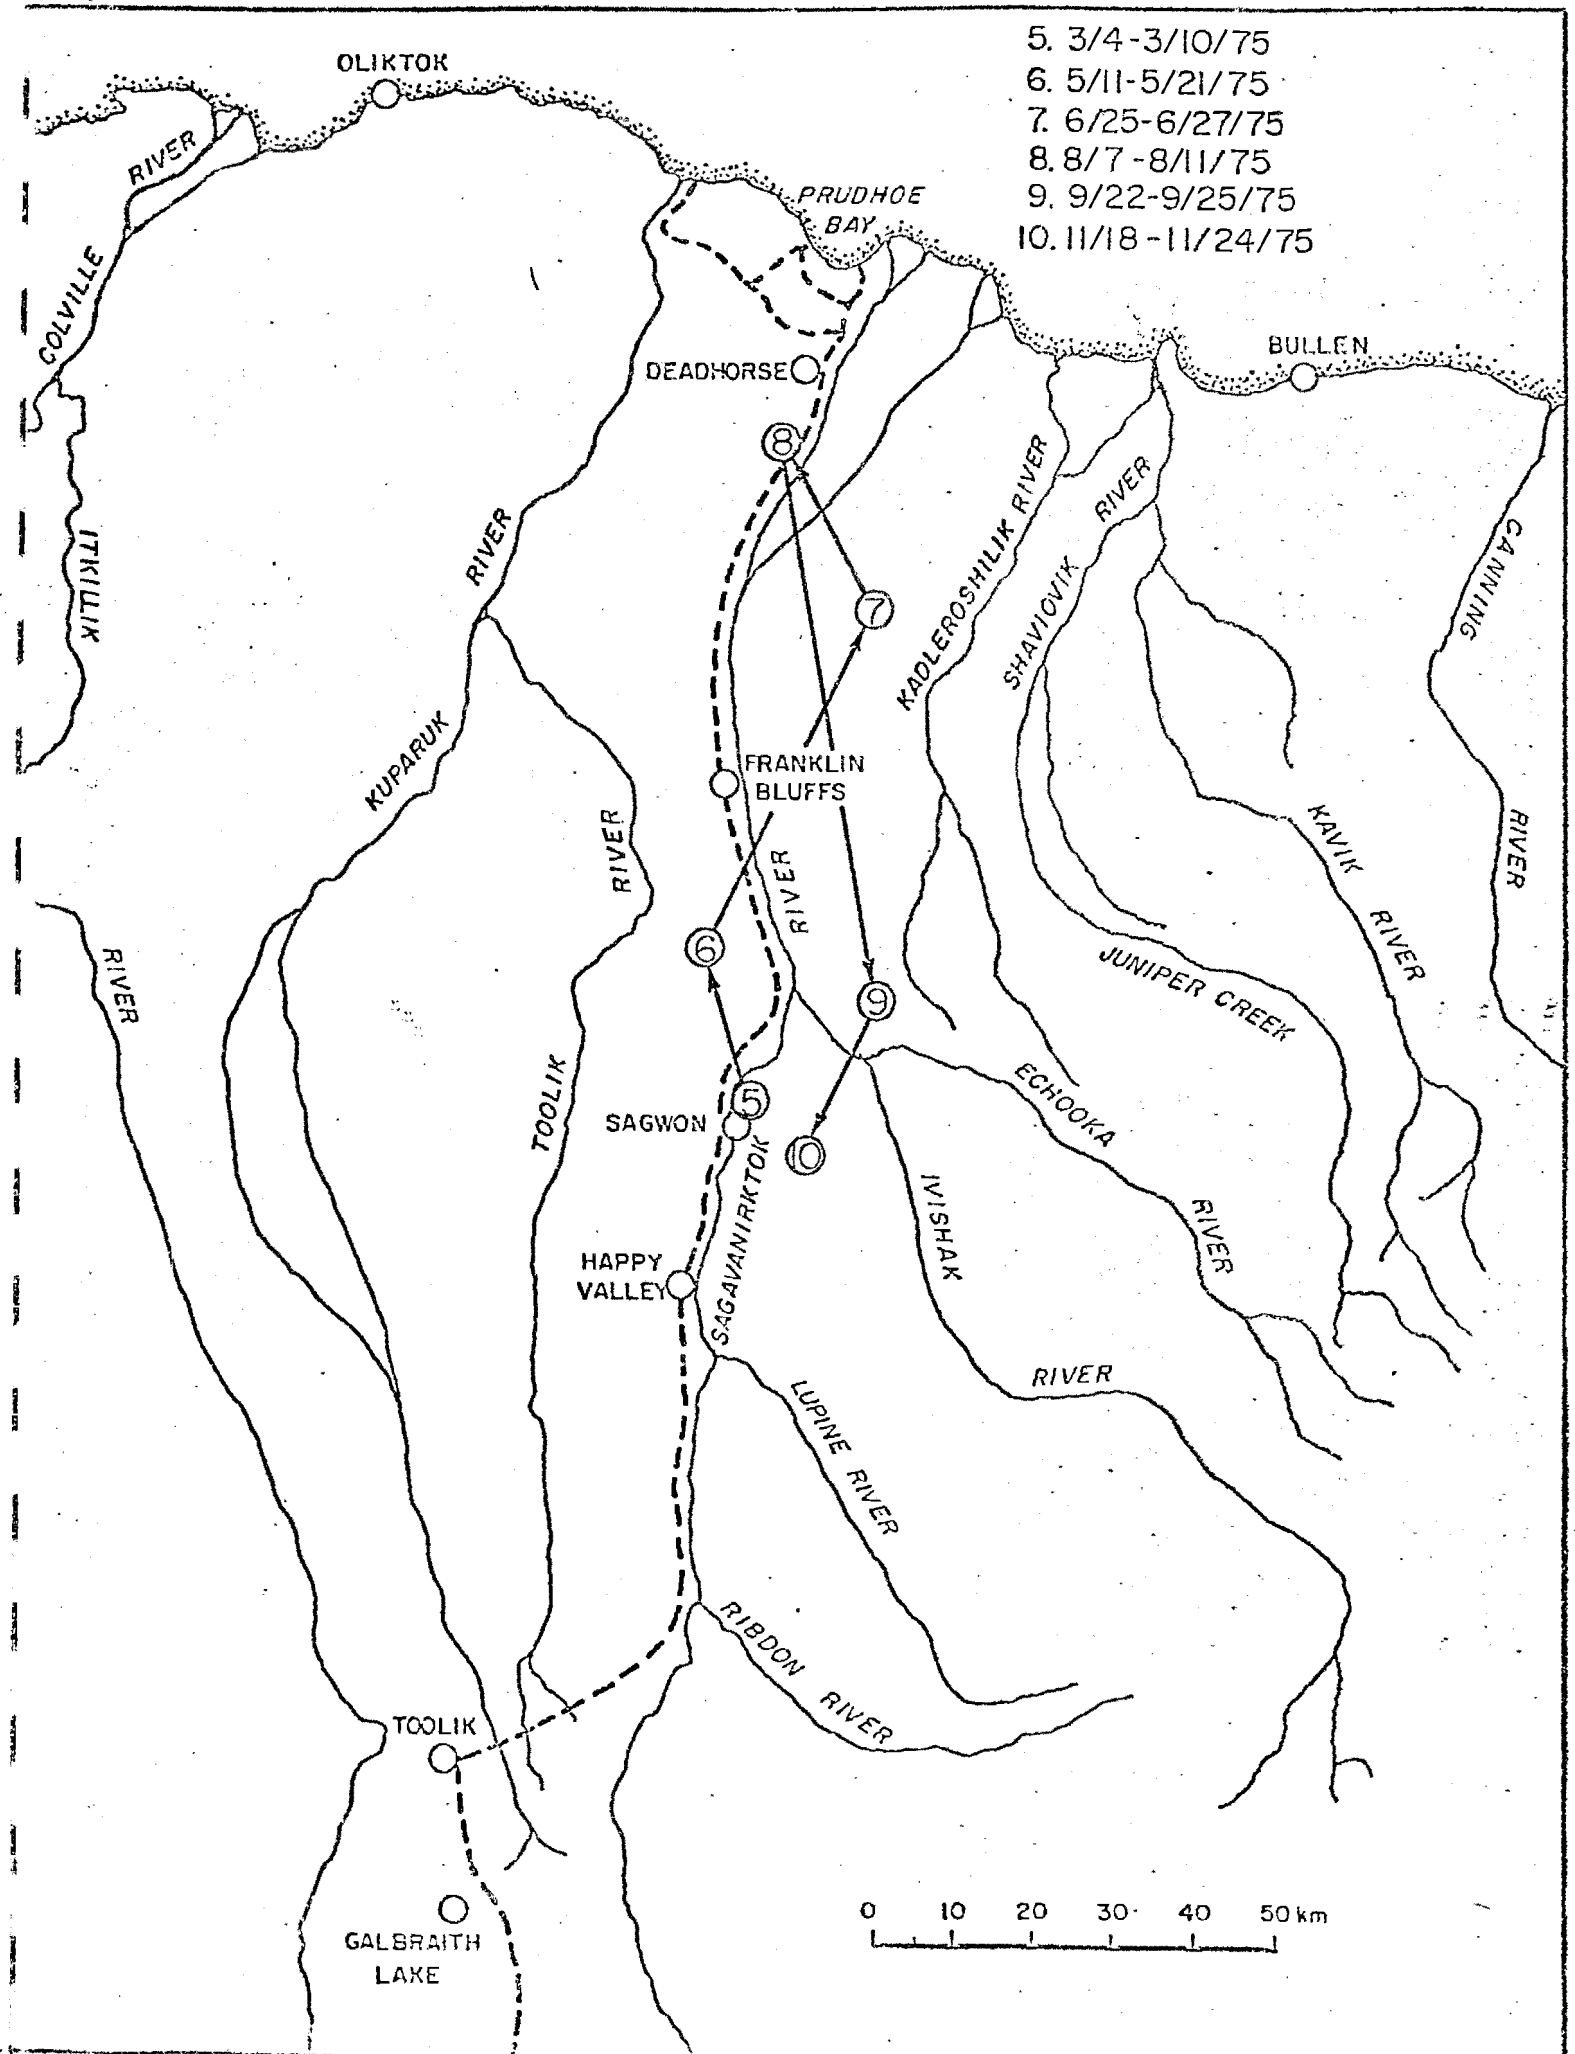 5. 3/4-3/10/75
6. 5/11-5/21/75
7. 6/25-6/27/75
8. 8/7-8/11/75
9. 9/22-9/25/75
10. 11/18-11/24/75
OLIKTOK
COLVILLE
RIVER
PRUDHOE
BAY
BULLEN
DEADHORSE
8
7
ITKILLIK
RIVER
KUPARUK
RIVER
TOOLIK
RIVER
KADLEROSHILIK RIVER
SHAVIOVIK
RIVER
CANNING
RIVER
FRANKLIN
BLUFFS
KAVIK
RIVER
RIVER
6
9
JUNIPER CREEK
5
SAGWON
10
SAGAVANIRKTOK
ECHOOKA
RIVER
IVISHAK
RIVER
HAPPY
VALLEY
LUPINE RIVER
RIBDON
RIVER
TOOLIK
GALBRAITH
LAKE
0 10 20 30 40 50 km